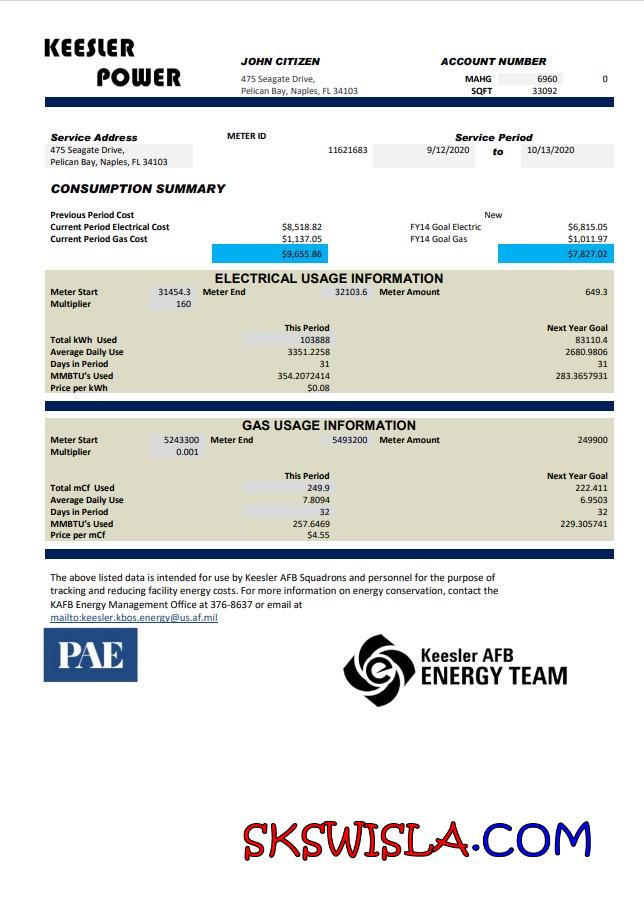 KEESLER
POWER
JOHN CITIZEN
475 Seagate Drive,
Pelican Bay, Naples, FL 34103
ACCOUNT NUMBER
MAHG 6960 0
SQFT 33092
Service Address METER ID Service Period
475 Seagate Drive, 11621683 9/12/2020 to 10/13/2020
Pelican Bay, Naples, FL 34103
CONSUMPTION SUMMARY
Previous Period Cost New
Current Period Electrical Cost $8,518.82 FY14 Goal Electric $6,815.05
Current Period Gas Cost $1,137.05 FY14 Goal Gas $1,011.97
$9,655.86 $7,827.02
ELECTRICAL USAGE INFORMATION
Meter Start 31454.3 Meter End 32103.6 Meter Amount 649.3
Multiplier 160
This Period Next Year Goal
Total kWh Used 103888 83110.4
Average Daily Use 3351.2258 2680.9806
Days in Period 31 31
MMBTU's Used 354.2072414 283.3657931
Price per kWh $0.08
GAS USAGE INFORMATION
Meter Start 5243300 Meter End 5493200 Meter Amount 249900
Multiplier 0.001
This Period Next Year Goal
Total mCf Used 249.9 222.411
Average Daily Use 7.8094 6.9503
Days in Period 32 32
MMBTU's Used 257.6469 229.305741
Price per mCf $4.55
The above listed data is intended for use by Keesler AFB Squadrons and personnel for the purpose of
tracking and reducing facility energy costs. For more information on energy conservation, contact the
KAFB Energy Management Office at 376-8637 or email at
mailto:keesler.kbos.energy@us.af.mil
PAE
Keesler AFB
ENERGY TEAM
SKSWISLA.COM